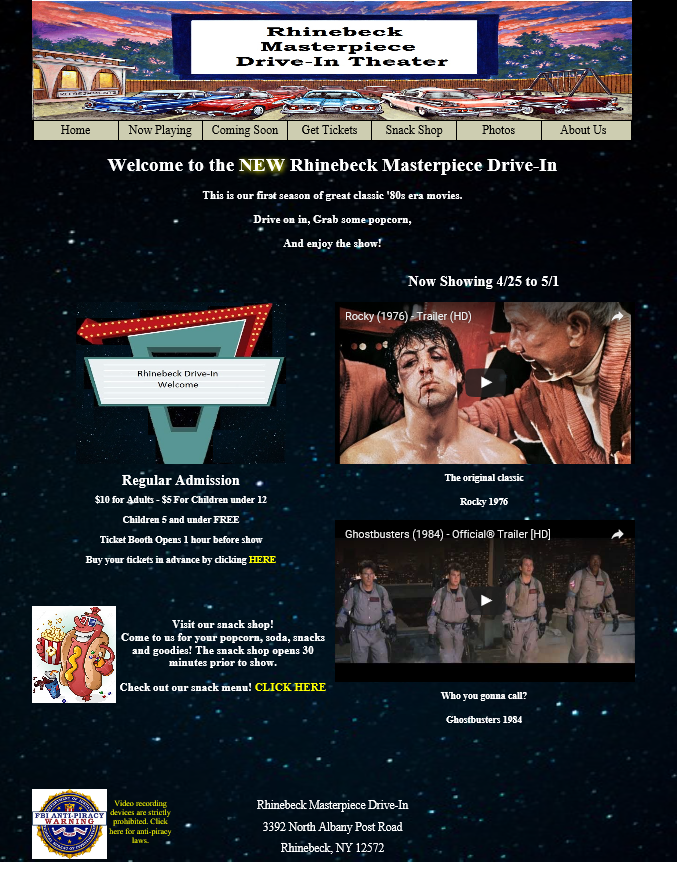 Rhinebeck
Masterpiece
Drive-In Theater
Home
Now Playing
Coming Soon
Get Tickets
Snack Shop
Photos
About Us
Welcome to the NEW Rhinebeck Masterpiece Drive-In
This is our first season of great classic '80s era movies.
Drive on in, Grab some popcorn,
And enjoy the show!
Rhinebeck Drive-In
Welcome
Regular Admission
$10 for Adults - $5 For Children under 12
Children 5 and under FREE
Ticket Booth Opens 1 hour before show
Buy your tickets in advance by clicking HERE
Visit our snack shop!
Come to us for your popcorn, soda, snacks
and goodies! The snack shop opens 30
minutes prior to show.
Check out our snack menu! CLICK HERE
Now Showing 4/25 to 5/1
Rocky (1976) - Trailer (HD)
The original classic
Rocky 1976
Ghostbusters (1984) - Official® Trailer [HD]
Who you gonna call?
Ghostbusters 1984
FBI ANTI-PIRACY
WARNING
Video recording
devices are strictly
prohibited. Click
here for anti-piracy
laws.
Rhinebeck Masterpiece Drive-In
3392 North Albany Post Road
Rhinebeck, NY 12572